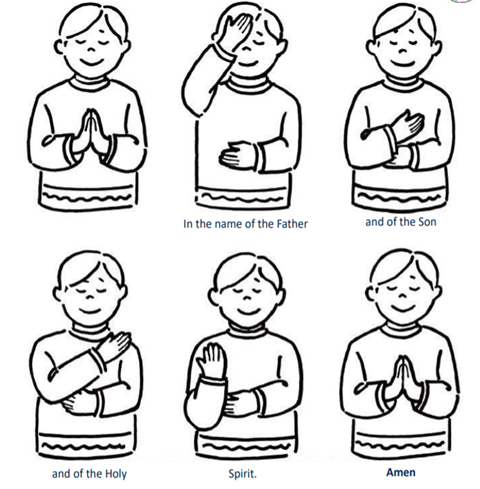 In the name of the Father
and of the Son
and of the Holy
Spirit.
Amen